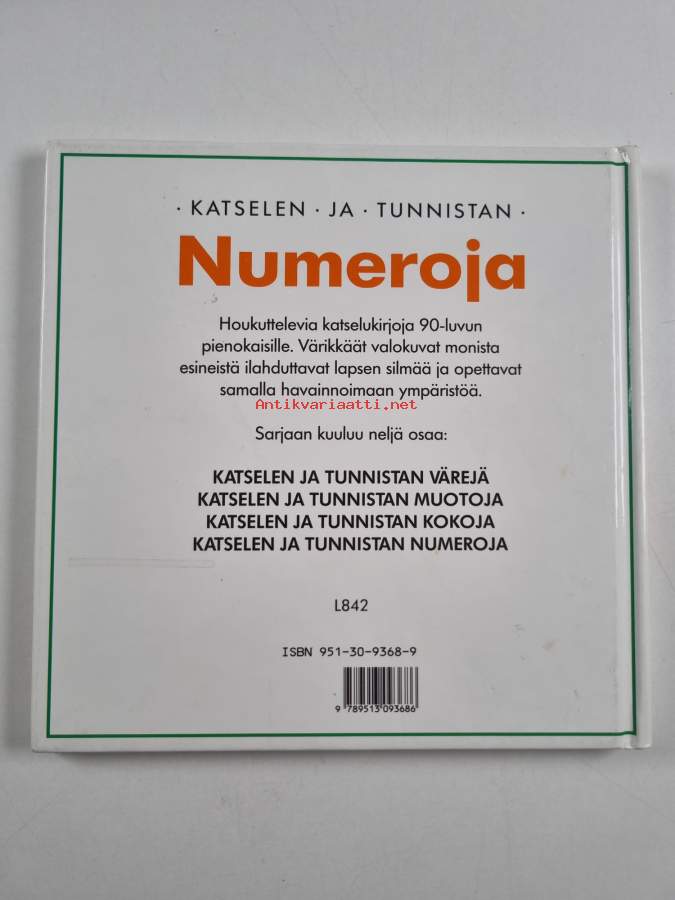 · KATSELEN · JA · TUNNISTAN ·
Numeroja
Houkuttelevia katselukirjoja 90-luvun
pienokaisille. Värikkäät valokuvat monista
esineistä ilahduttavat lapsen silmää ja opettavat
samalla havainnoimaan ympäristöä.
Antikvariaatti.net
Sarjaan kuuluu neljä osaa:
KATSELEN JA TUNNISTAN VÄREJÄ
KATSELEN JA TUNNISTAN MUOTOJA
KATSELEN JA TUNNISTAN KOKOJA
KATSELEN JA TUNNISTAN NUMEROJA
L842
ISBN 951-30-9368-9
9 789513 093686